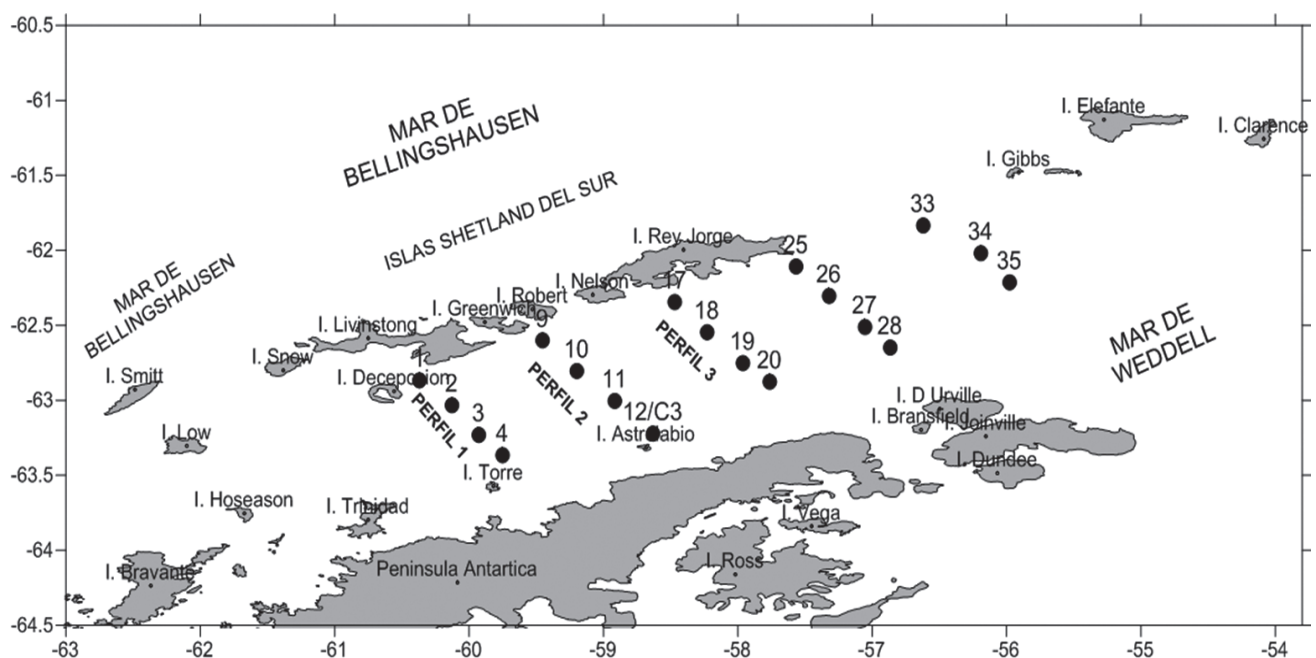 -60.5
-61
-61.5
-62
-62.5
-63
-63.5
-64
-64.5
-63
-62
-61
-60
-59
-58
-57
-56
-55
-54
MAR DE
BELLINGSHAUSEN
ISLAS SHETLAND DEL SUR
MAR DE
BELLINGSHAUSEN
MAR DE
WEDDELL
I. Elefante
I. Clarence
I. Gibbs
33
34
35
I. Rey Jorge
25
26
27
28
I. Nelson
17
18
19
20
PERFIL 3
I. Robert
I. Greenwich
9
10
11
12/C3
PERFIL 2
I. Astrolabio
I. Livinstong
I. Snow
I. Decepcion
1
2
3
4
PERFIL 1
I. Torre
I. Smitt
I. Low
I. Hoseason
I. Trinidad
I. Bravante
Peninsula Antartica
I. D Urville
I. Bransfield
I. Joinville
I. Dundee
I. Vega
I. Ross